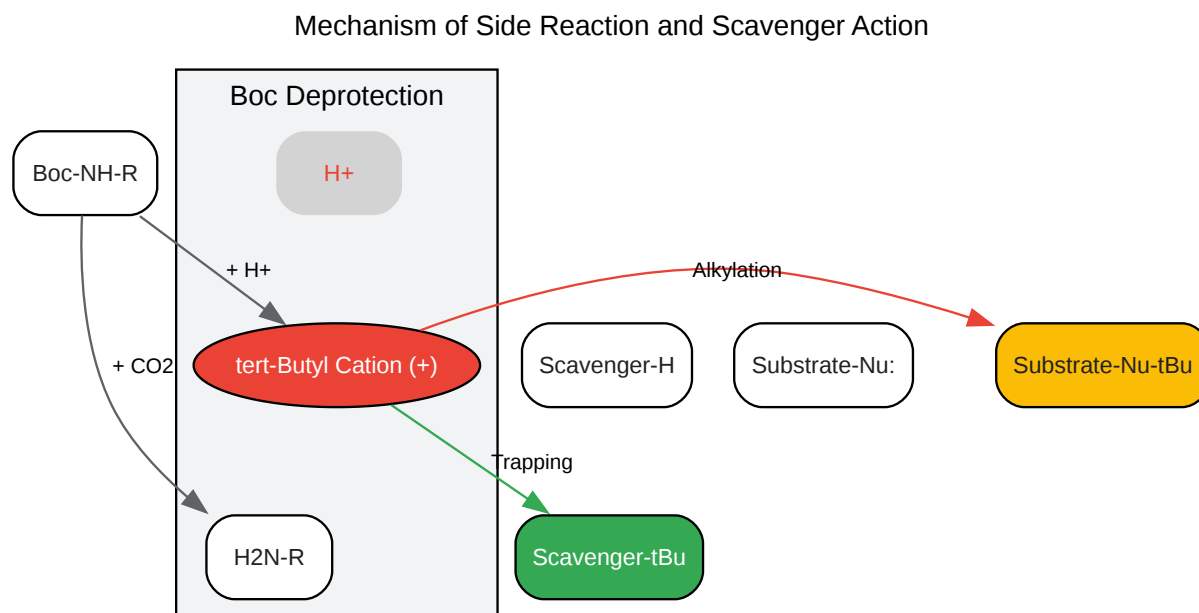 Mechanism of Side Reaction and Scavenger Action
Boc Deprotection
Boc-NH-R
H+
+ H+
Alkylation
+ CO2
tert-Butyl Cation (+)
Scavenger-H
Substrate-Nu:
Substrate-Nu-tBu
Trapping
H2N-R
Scavenger-tBu